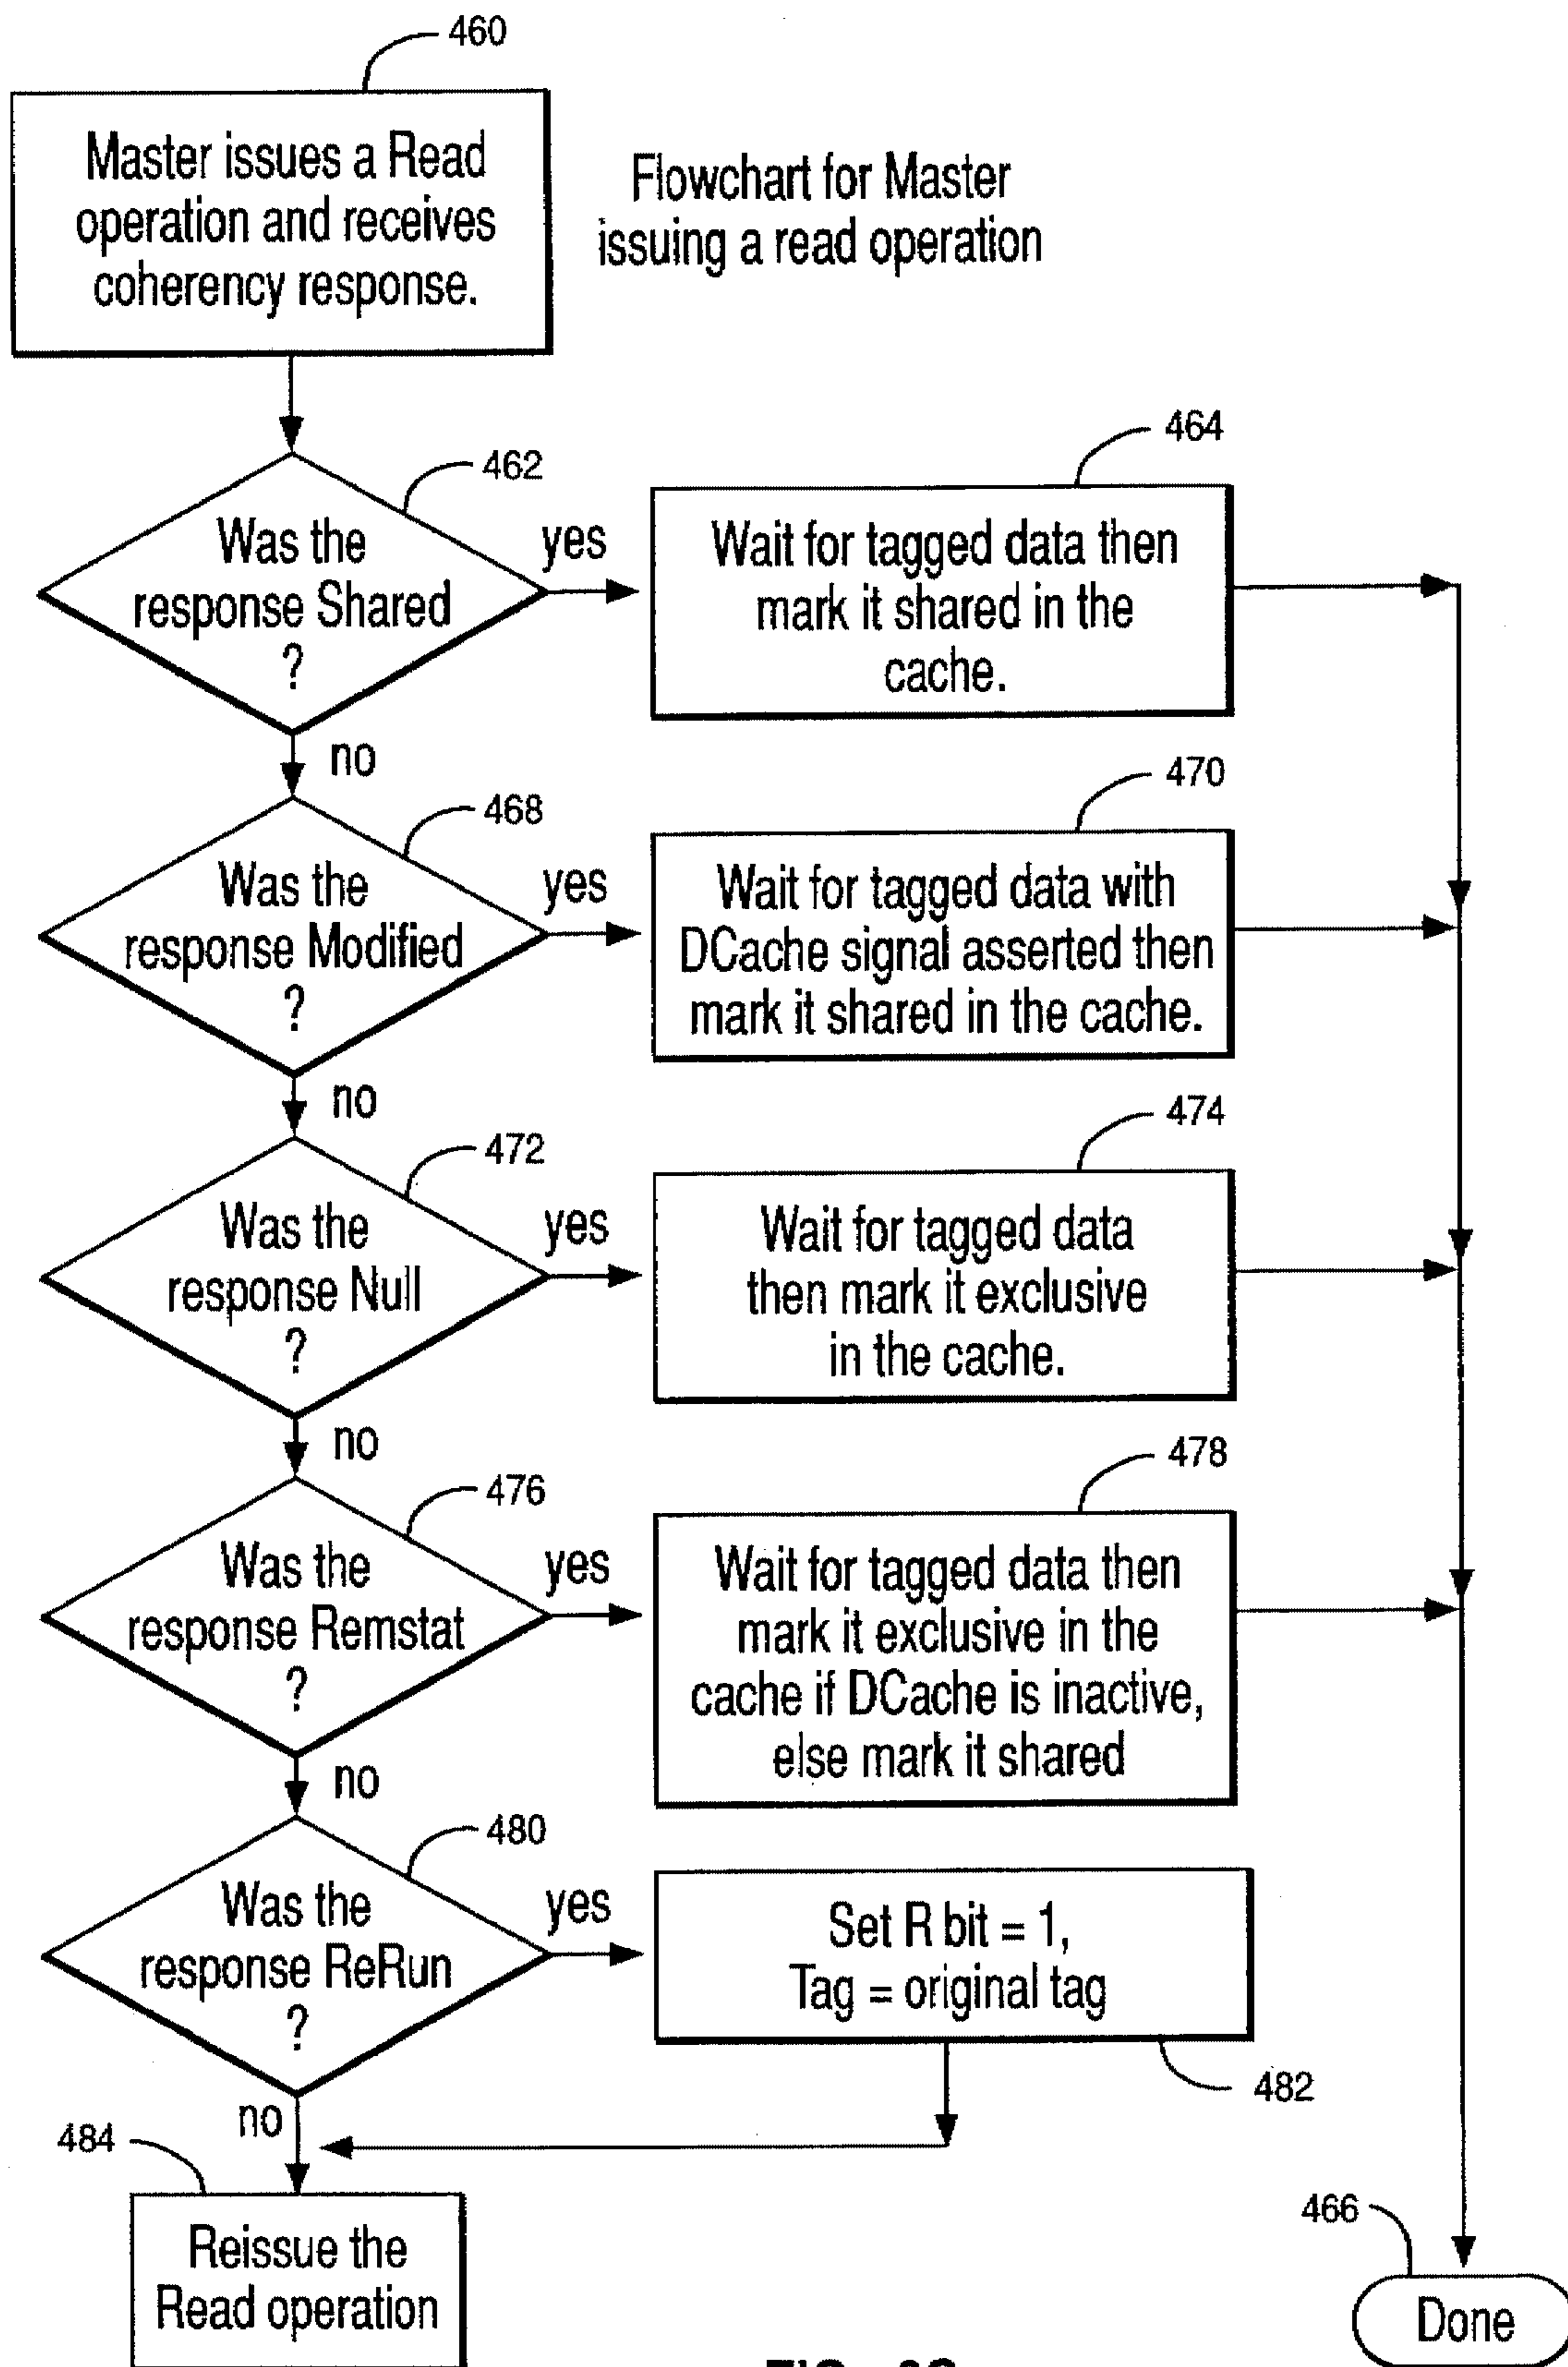 460
Master issues a Read
operation and receives
coherency response.
Flowchart for Master
issuing a read operation
462
Was the
response Shared
?
yes
no
464
Wait for tagged data then
mark it shared in the
cache.
468
Was the
response Modified
?
yes
no
470
Wait for tagged data with
DCache signal asserted then
mark it shared in the cache.
472
Was the
response Null
?
yes
no
474
Wait for tagged data
then mark it exclusive
in the cache.
476
Was the
response Remstat
?
yes
no
478
Wait for tagged data then
mark it exclusive in the
cache if DCache is inactive,
else mark it shared
480
Was the
response ReRun
?
yes
no
Set R bit = 1,
Tag = original tag
482
484
Reissue the
Read operation
466
Done